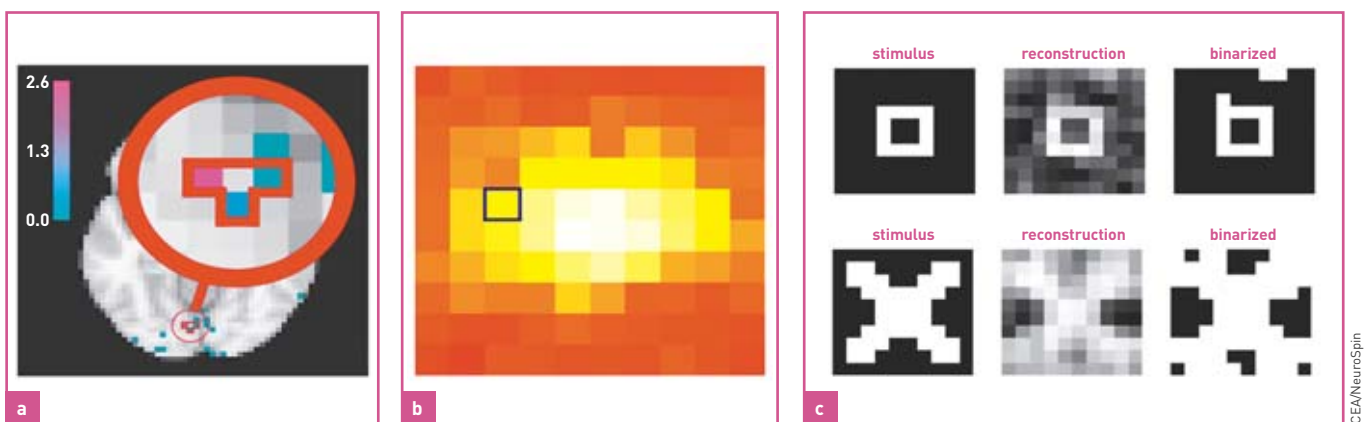 2.6
1.3
0.0
a
b
stimulus reconstruction binarized
stimulus reconstruction binarized
c
CEA/NeuroSpin